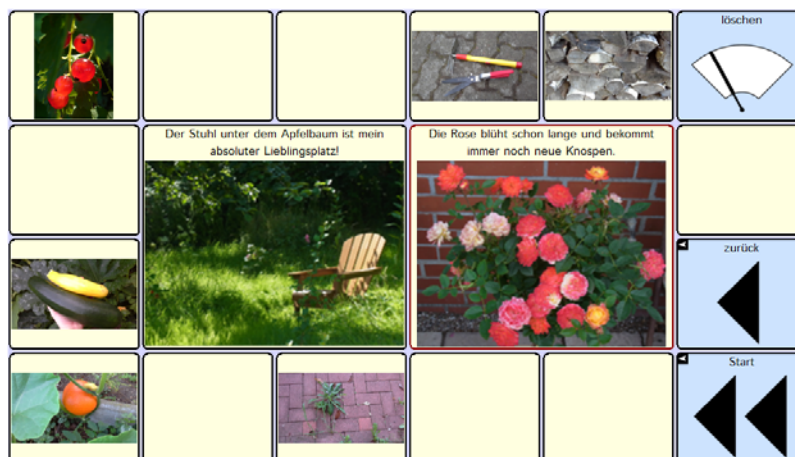 löschen
Der Stuhl unter dem Apfelbaum ist mein
absoluter Lieblingsplatz!
Die Rose blüht schon lange und bekommt
immer noch neue Knospen.
zurück
Start